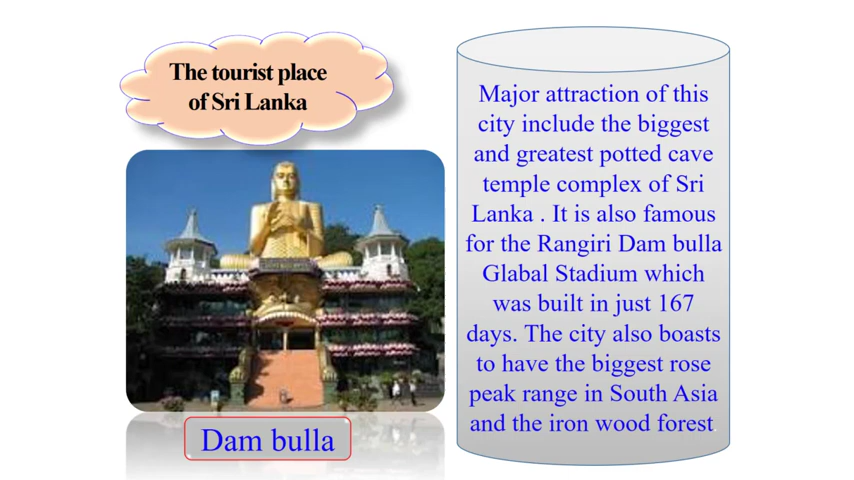 The tourist place
of Sri Lanka
Dam bulla
Major attraction of this
city include the biggest
and greatest potted cave
temple complex of Sri
Lanka . It is also famous
for the Rangiri Dam bulla
Glabal Stadium which
was built in just 167
days. The city also boasts
to have the biggest rose
peak range in South Asia
and the iron wood forest.